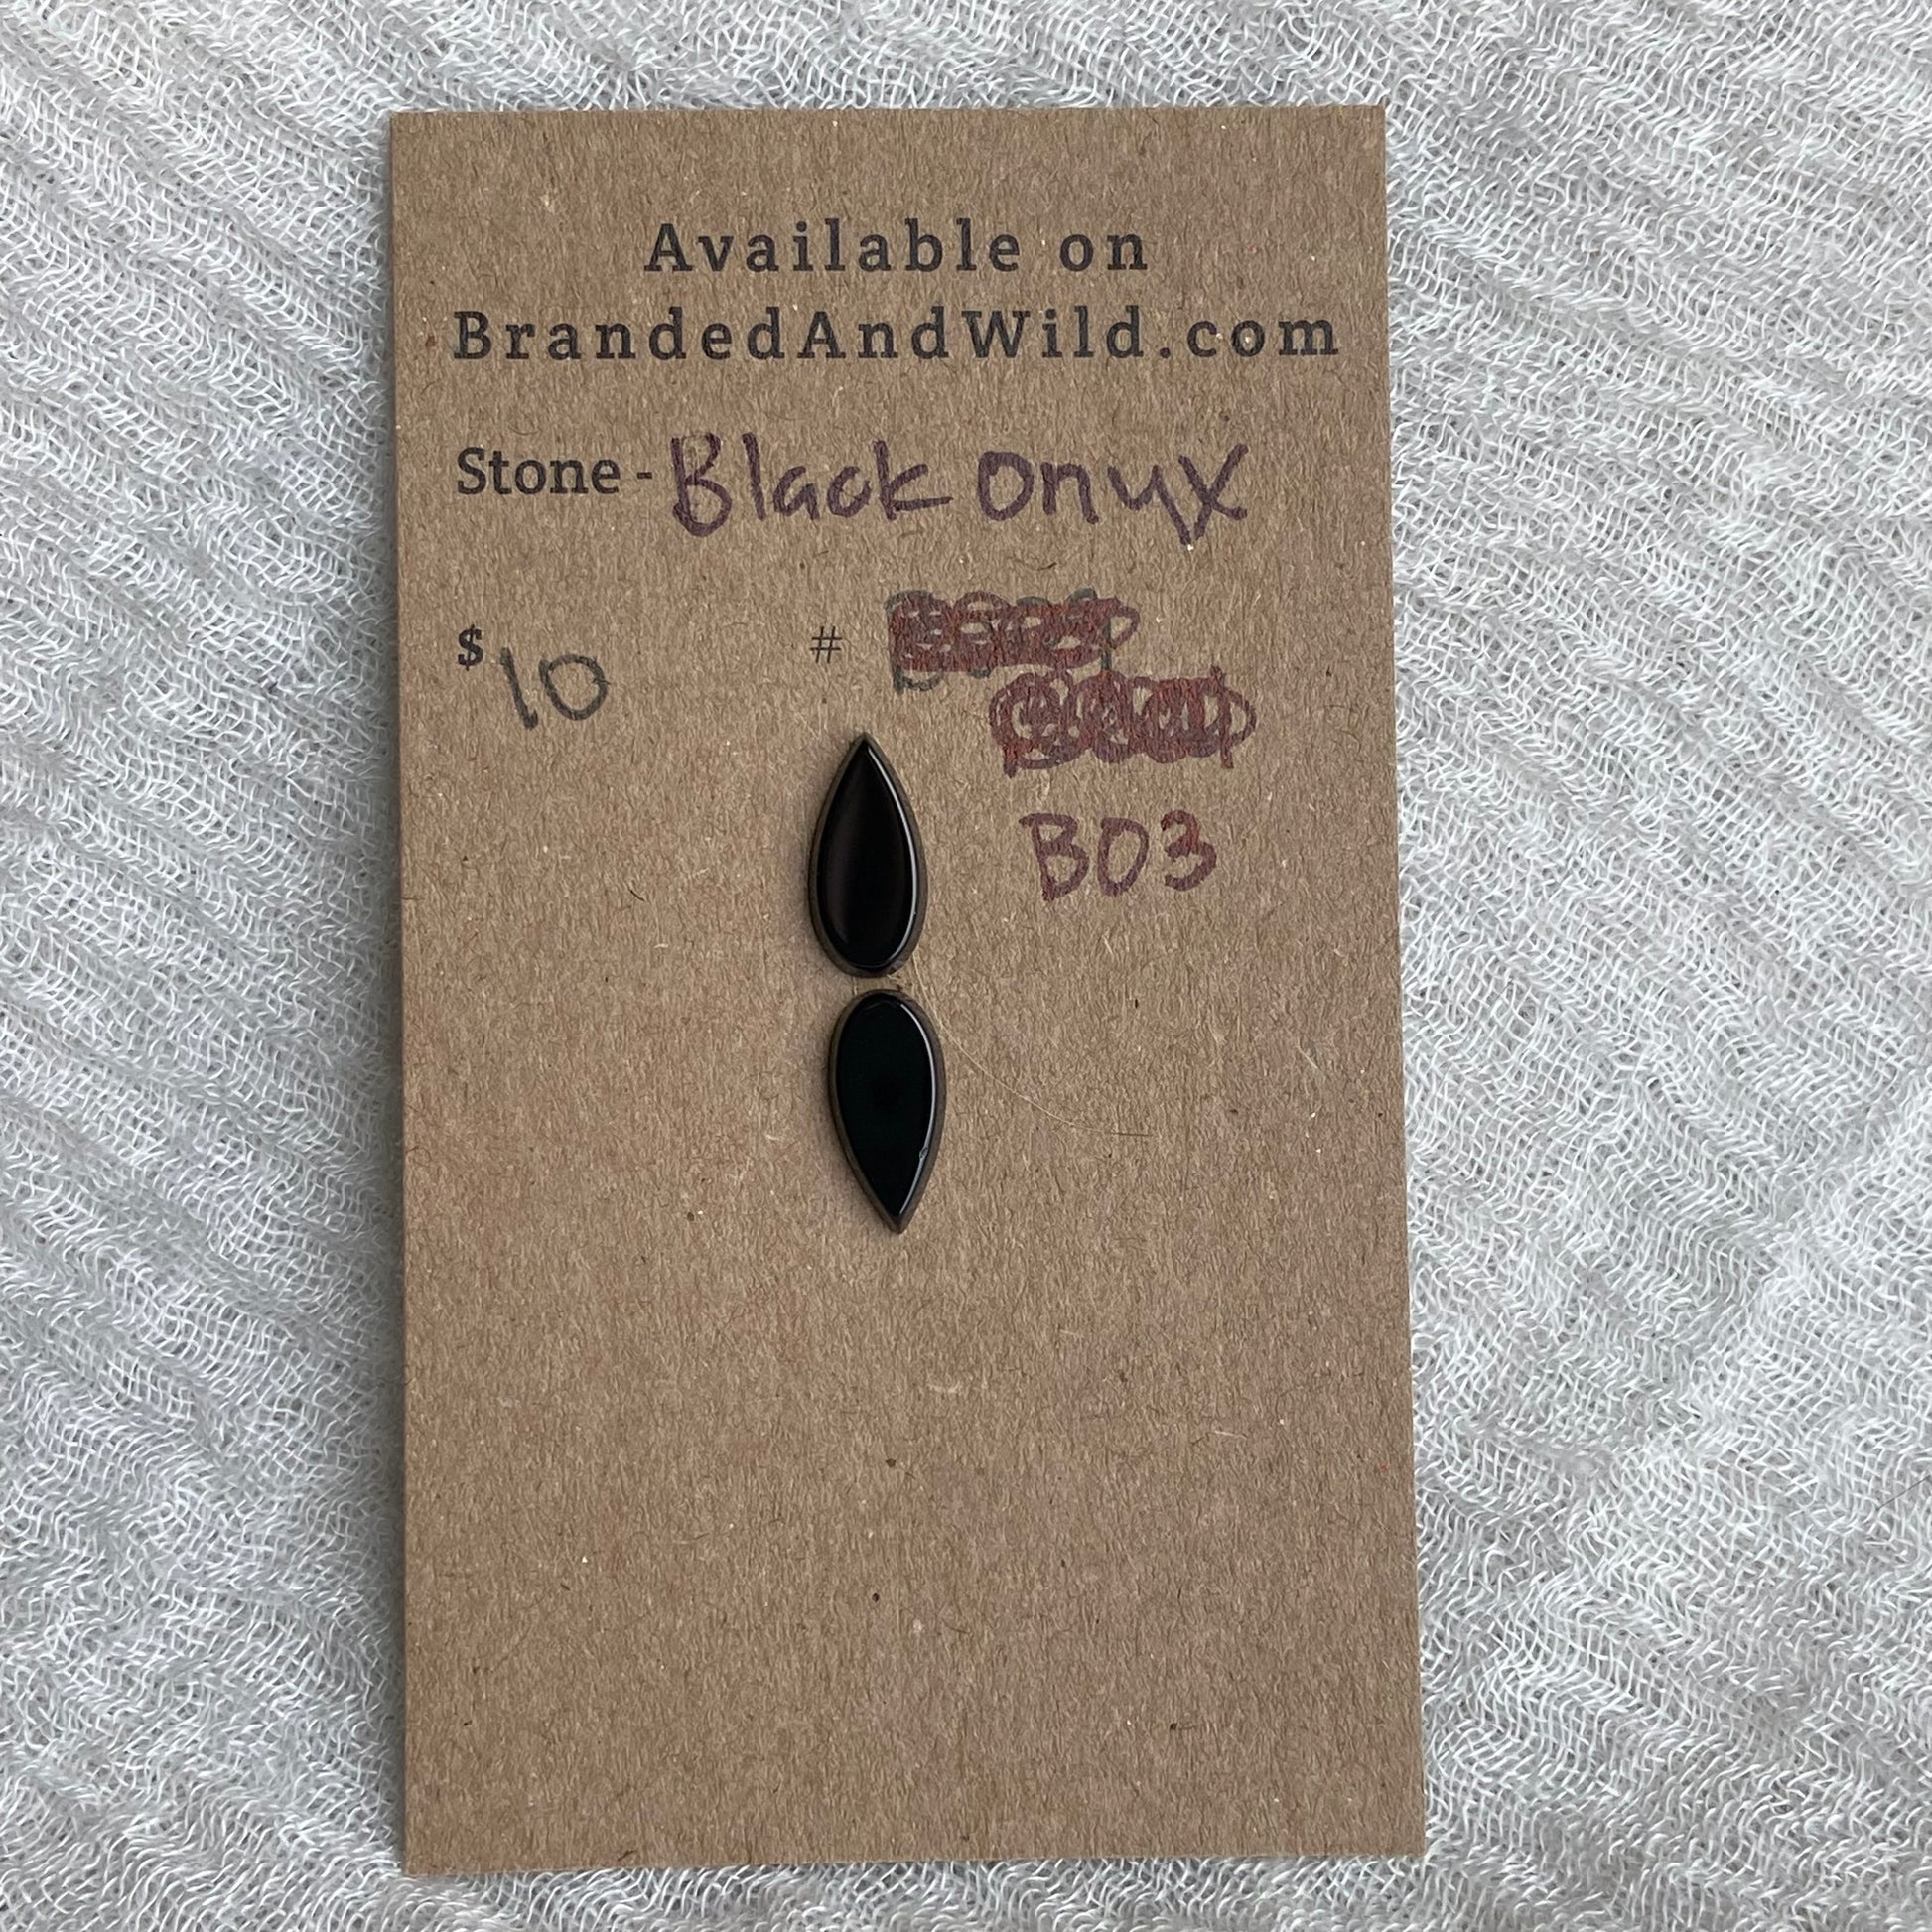 Available on
BrandedAndWild.com
Stone - Black onyx
$10 #
B03